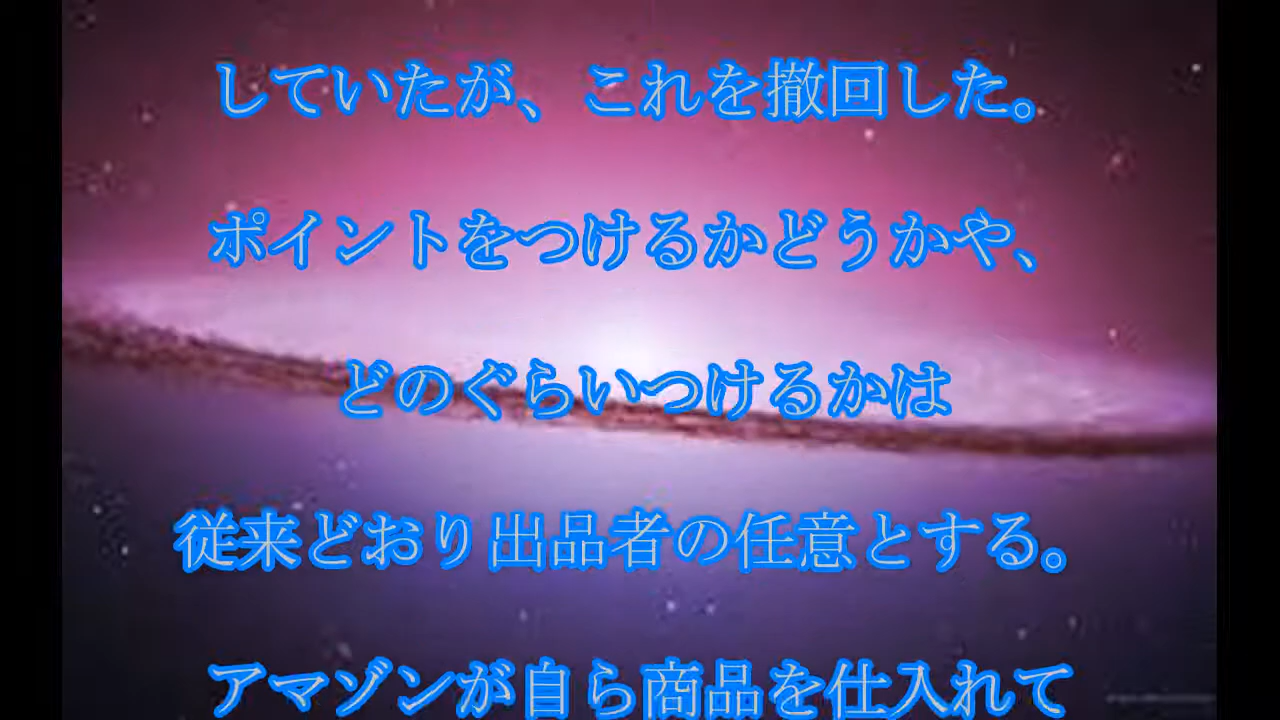 していたが、これを撤回した。
ポイントをつけるかどうかや、
どのぐらいつけるかは
従来どおり出品者の任意とする。
アマゾンが自ら商品を仕入れて